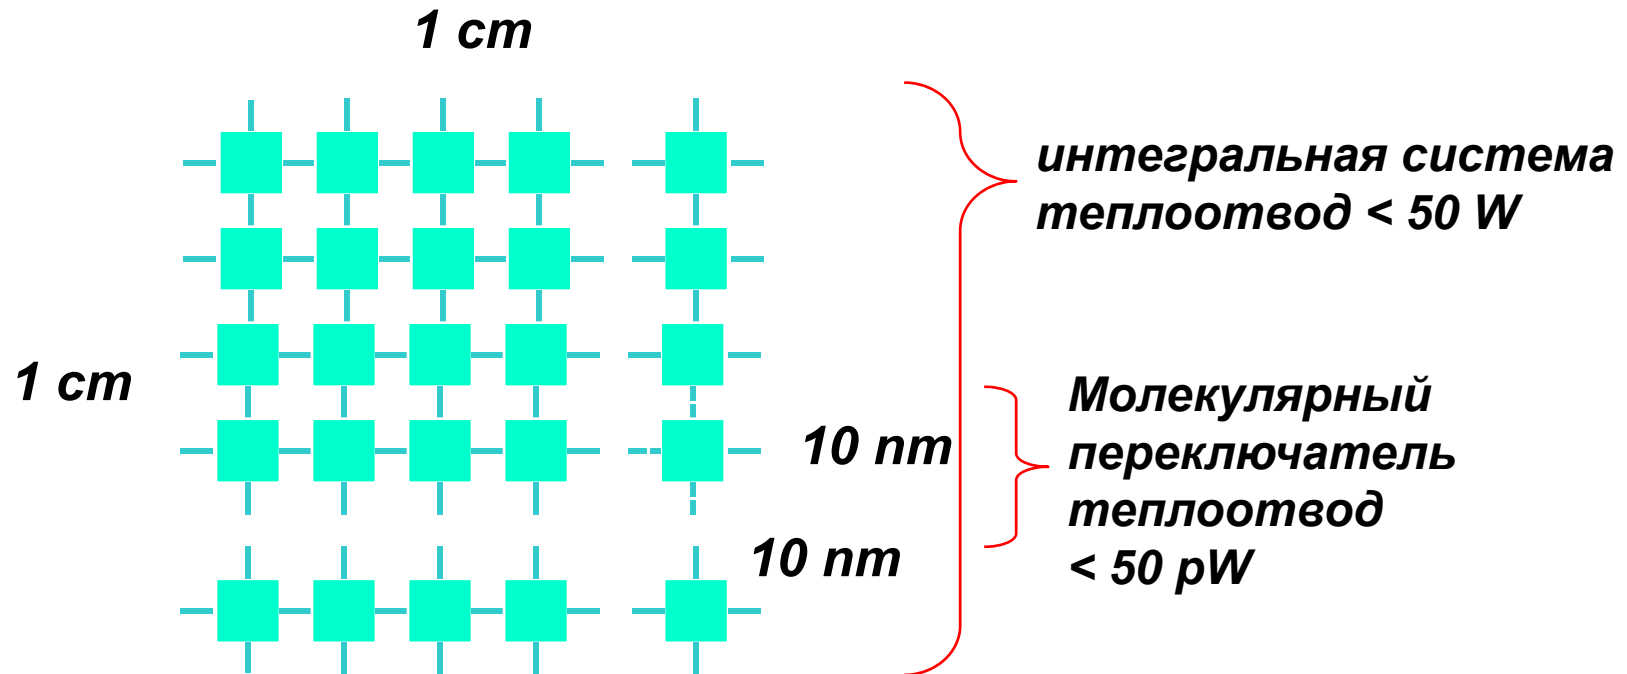 1 cm
интегральная система
теплоотвод < 50 W
1 cm
10 nm
10 nm
Молекулярный
переключатель
теплоотвод
< 50 pW